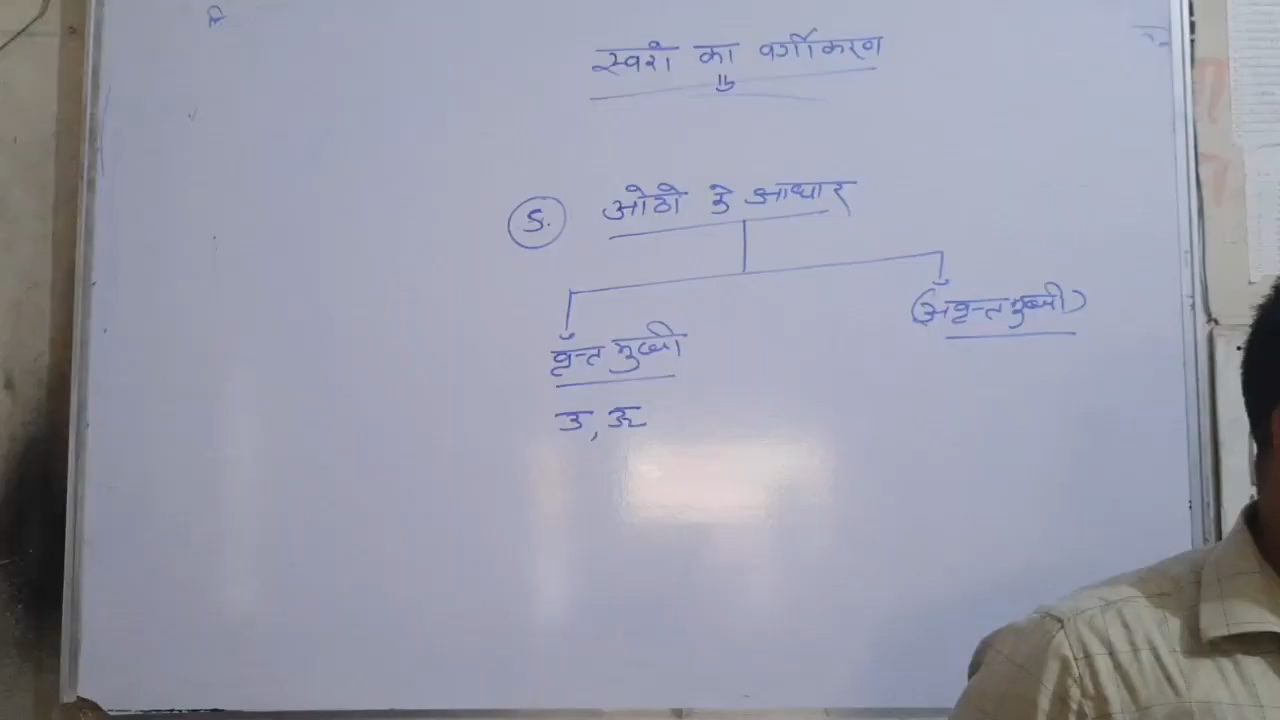 स्वरों का वर्गीकरण
5. ओठो के आधार
वृत्तमुखी
(अवृत्तमुखी)
उ, ऊ